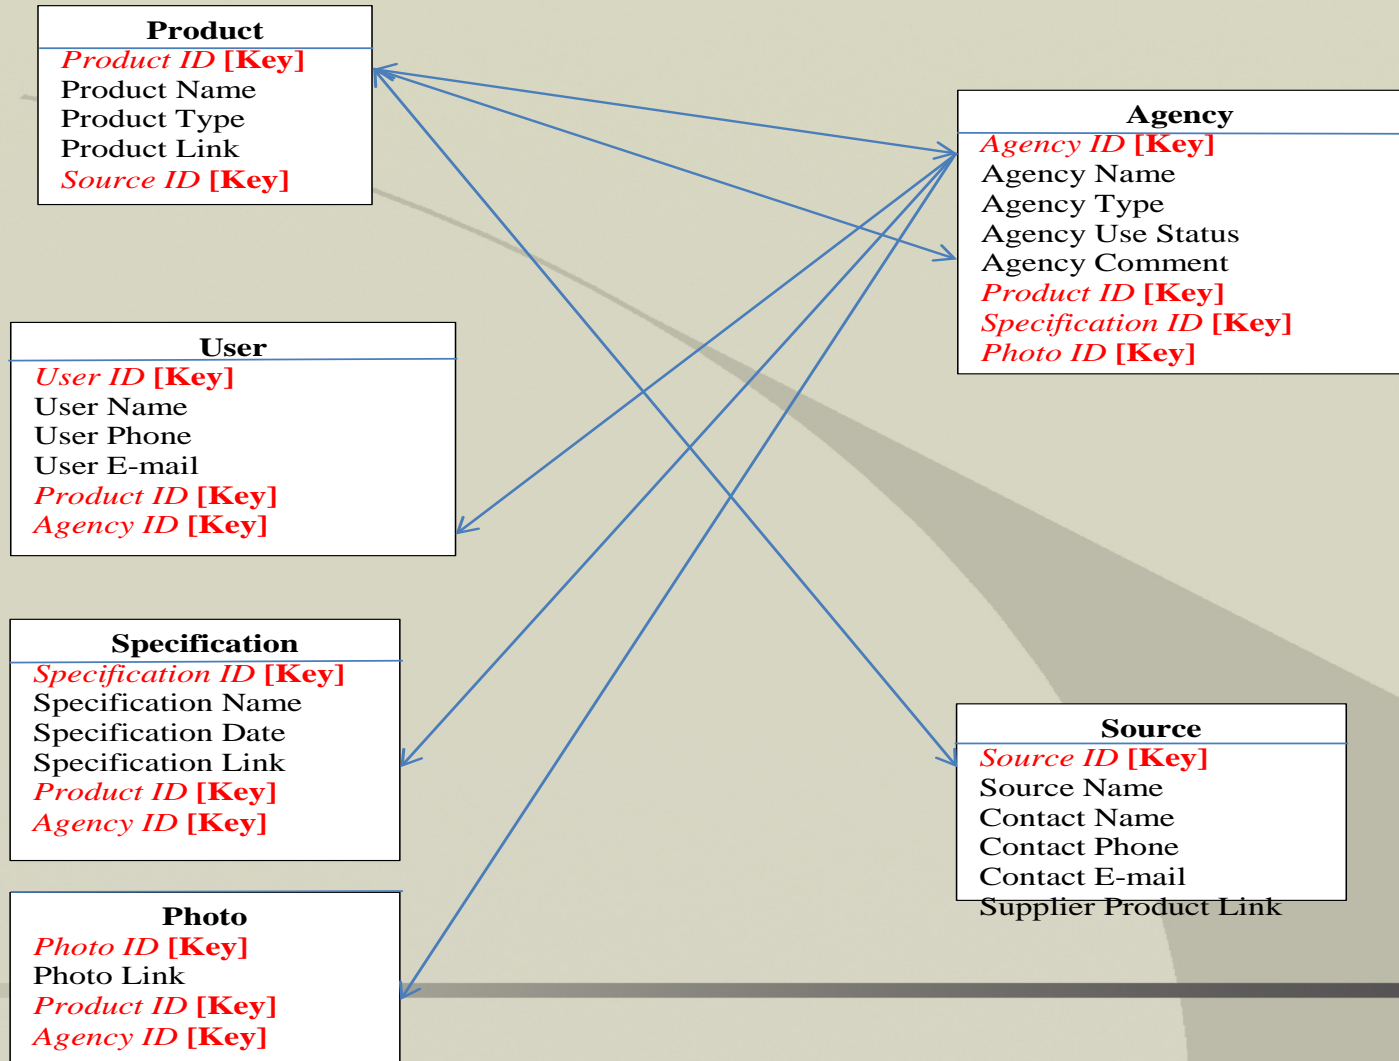 Product
Product ID [Key]
Product Name
Product Type
Product Link
Source ID [Key]
Agency
Agency ID [Key]
Agency Name
Agency Type
Agency Use Status
Agency Comment
Product ID [Key]
Specification ID [Key]
Photo ID [Key]
User
User ID [Key]
User Name
User Phone
User E-mail
Product ID [Key]
Agency ID [Key]
Specification
Specification ID [Key]
Specification Name
Specification Date
Specification Link
Product ID [Key]
Agency ID [Key]
Source
Source ID [Key]
Source Name
Contact Name
Contact Phone
Contact E-mail
Supplier Product Link
Photo
Photo ID [Key]
Photo Link
Product ID [Key]
Agency ID [Key]